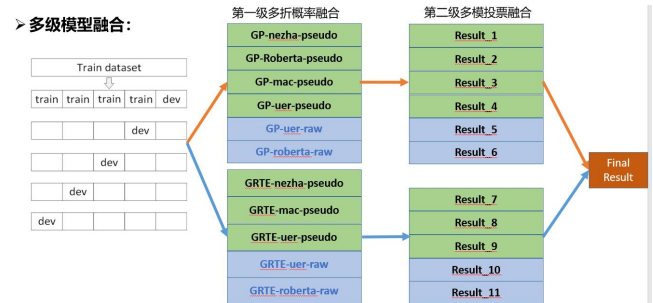 ➢多级模型融合：
第一级多折概率融合
第二级多模投票融合
Train dataset
train train train train dev
dev
dev
dev
dev
GP-nezha-pseudo
GP-Roberta-pseudo
GP-mac-pseudo
GP-uer-pseudo
GP-uer-raw
GP-roberta-raw
GRTE-nezha-pseudo
GRTE-mac-pseudo
GRTE-uer-pseudo
GRTE-uer-raw
GRTE-roberta-raw
Result_1
Result_2
Result_3
Result_4
Result_5
Result_6
Result_7
Result_8
Result_9
Result_10
Result_11
Final
Result